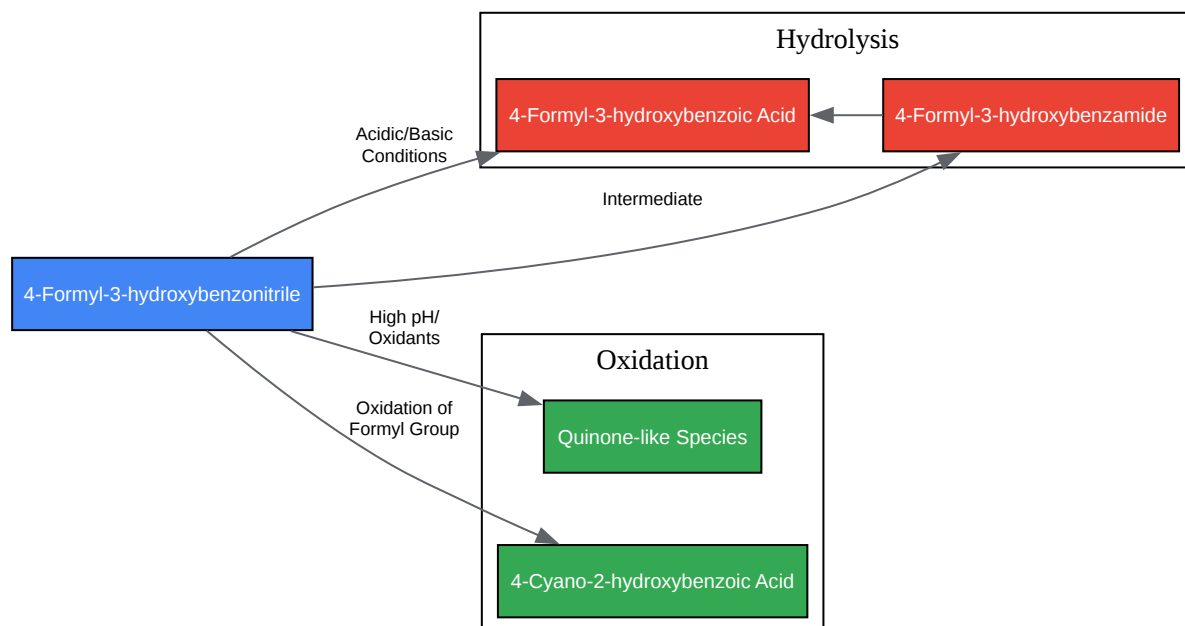 Hydrolysis
4-Formyl-3-hydroxybenzoic Acid
4-Formyl-3-hydroxybenzamide
Acidic/Basic
Conditions
Intermediate
4-Formyl-3-hydroxybenzonitrile
High pH/
Oxidants
Oxidation
Oxidation of
Formyl Group
Quinone-like Species
4-Cyano-2-hydroxybenzoic Acid